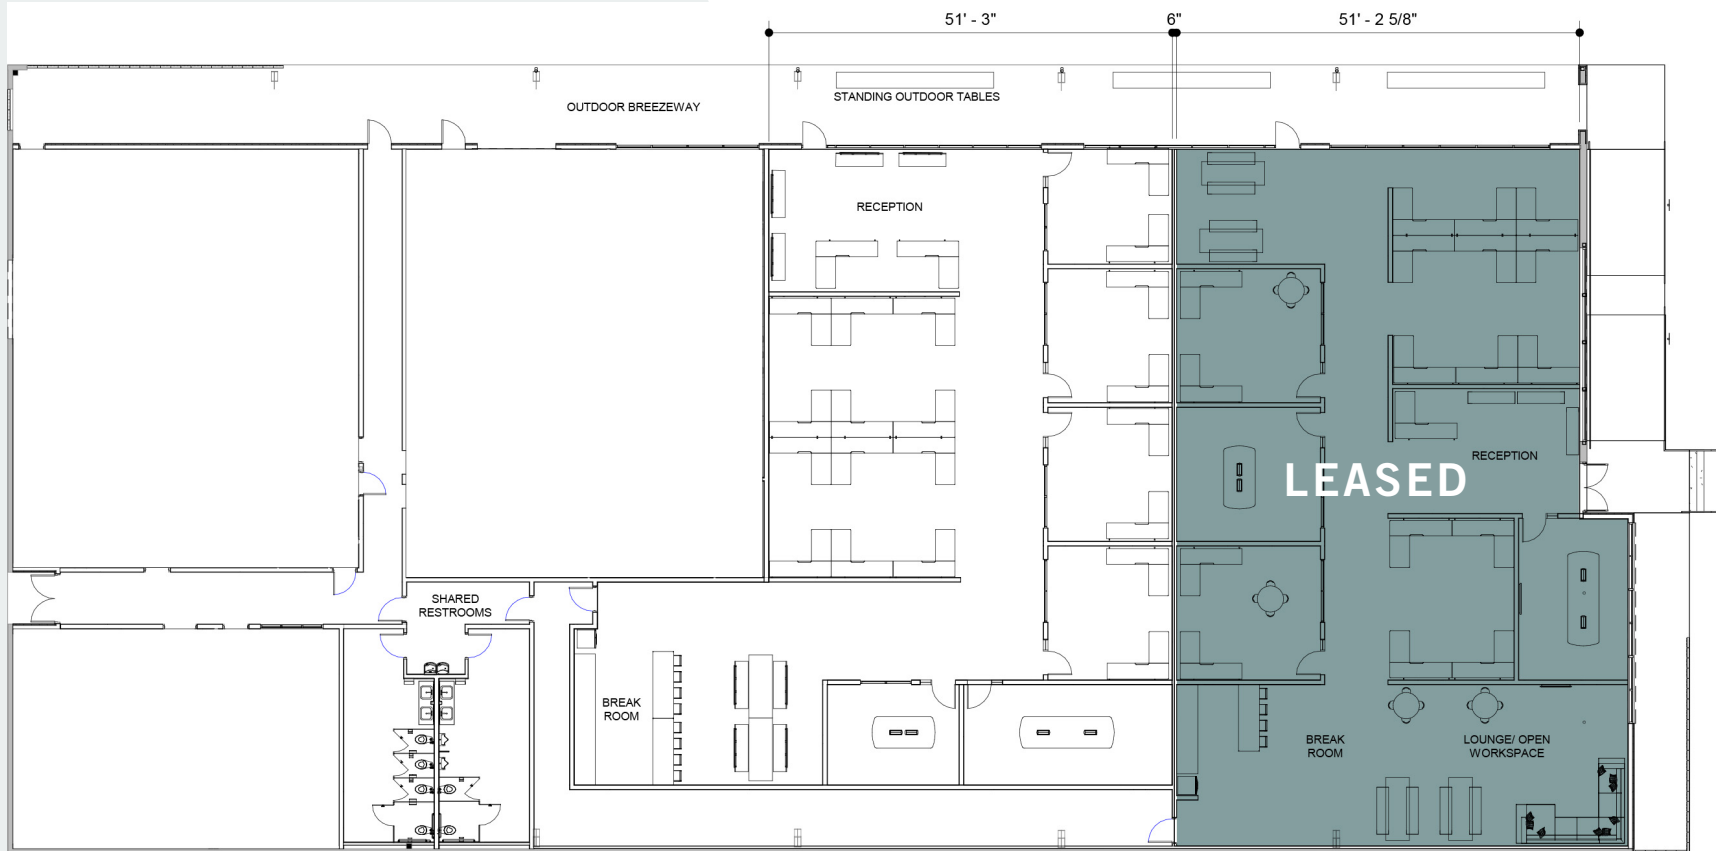 51' - 3"
6"
51' - 2 5/8"
OUTDOOR BREEZEWAY
STANDING OUTDOOR TABLES
RECEPTION
RECEPTION
LEASED
SHARED
RESTROOMS
BREAK
ROOM
BREAK
ROOM
LOUNGE/ OPEN
WORKSPACE